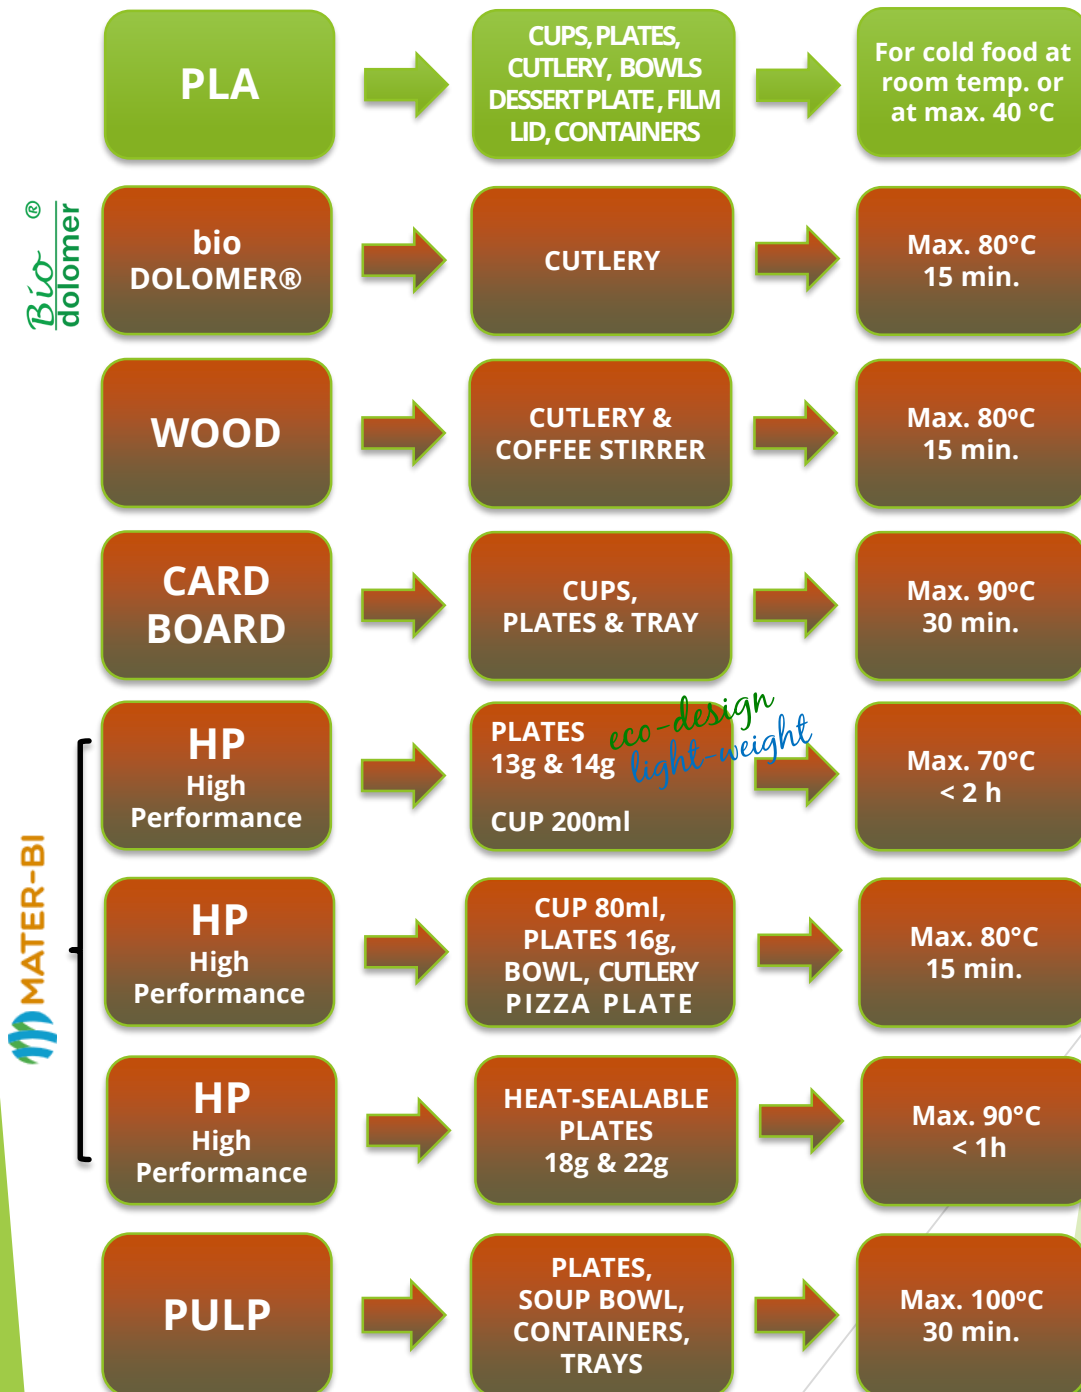 PLA
CUPS, PLATES,
CUTLERY, BOWLS
DESSERT PLATE, FILM
LID, CONTAINERS
For cold food at
room temp. or
at max. 40 °C
Bio ®
dolomer
bio
DOLOMER®
CUTLERY
Max. 80°C
15 min.
WOOD
CUTLERY &
COFFEE STIRRER
Max. 80ºC
15 min.
CARD
BOARD
CUPS,
PLATES & TRAY
Max. 90ºC
30 min.
MATER-BI
HP
High
Performance
PLATES
13g & 14g
CUP 200ml
eco-design
light-weight
Max. 70°C
< 2 h
HP
High
Performance
CUP 80ml,
PLATES 16g,
BOWL, CUTLERY
PIZZA PLATE
Max. 80°C
15 min.
HP
High
Performance
HEAT-SEALABLE
PLATES
18g & 22g
Max. 90°C
< 1h
PULP
PLATES,
SOUP BOWL,
CONTAINERS,
TRAYS
Max. 100ºC
30 min.